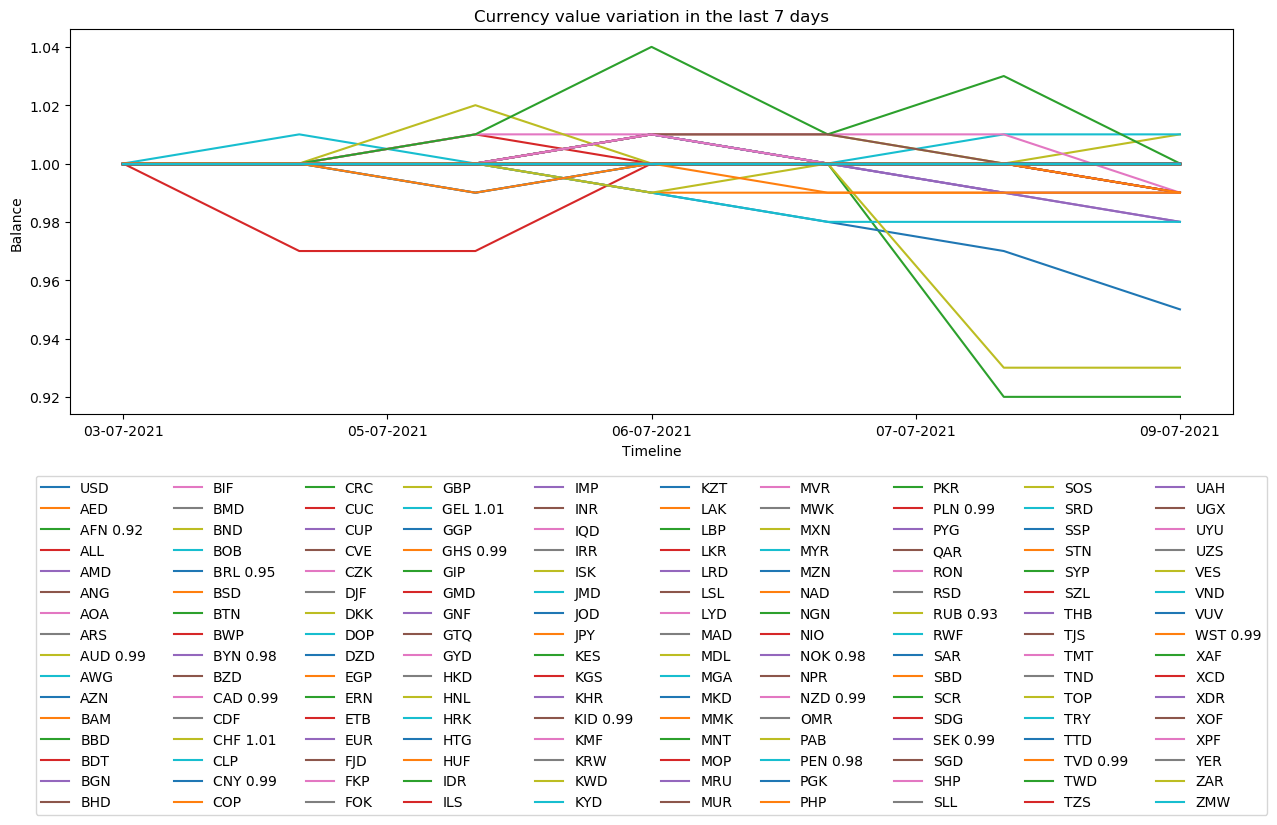 Currency value variation in the last 7 days
1.04
1.02
1.00
0.98
0.96
0.94
0.92
Balance
03-07-2021 05-07-2021 06-07-2021 07-07-2021 09-07-2021
Timeline
USD BIF CRC GBP IMP KZT MVR PKR SOS UAH
AED BMD CUC GEL 1.01 INR LAK MWK PLN 0.99 SRD UGX
AFN 0.92 BND CUP GGP IQD LBP MXN PYG SSP UYU
ALL BOB CVE GHS 0.99 IRR LKR MYR QAR STN UZS
AMD BRL 0.95 CZK GIP ISK LRD MZN RON SYP VES
ANG BSD DJF GMD JMD LSL NAD RSD SZL VND
AOA BTN DKK GNF JOD LYD NGN RUB 0.93 THB VUV
ARS BWP DOP GTQ JPY MAD NIO RWF TJS WST 0.99
AUD 0.99 BYN 0.98 DZD GYD KES MDL NOK 0.98 SAR TMT XAF
AWG BZD EGP HKD KGS MGA NPR SBD TND XCD
AZN CAD 0.99 ERN HNL KHR MKD NZD 0.99 SCR TOP XDR
BAM CDF ETB HRK KID 0.99 MMK OMR SDG TRY XOF
BBD CHF 1.01 EUR HTG KMF MNT PAB SEK 0.99 TTD XPF
BDT CLP FJD HUF KRW MOP PEN 0.98 SGD TVD 0.99 YER
BGN CNY 0.99 FKP IDR KWD MRU PGK SHP TWD ZAR
BHD COP FOK ILS KYD MUR PHP SLL TZS ZMW